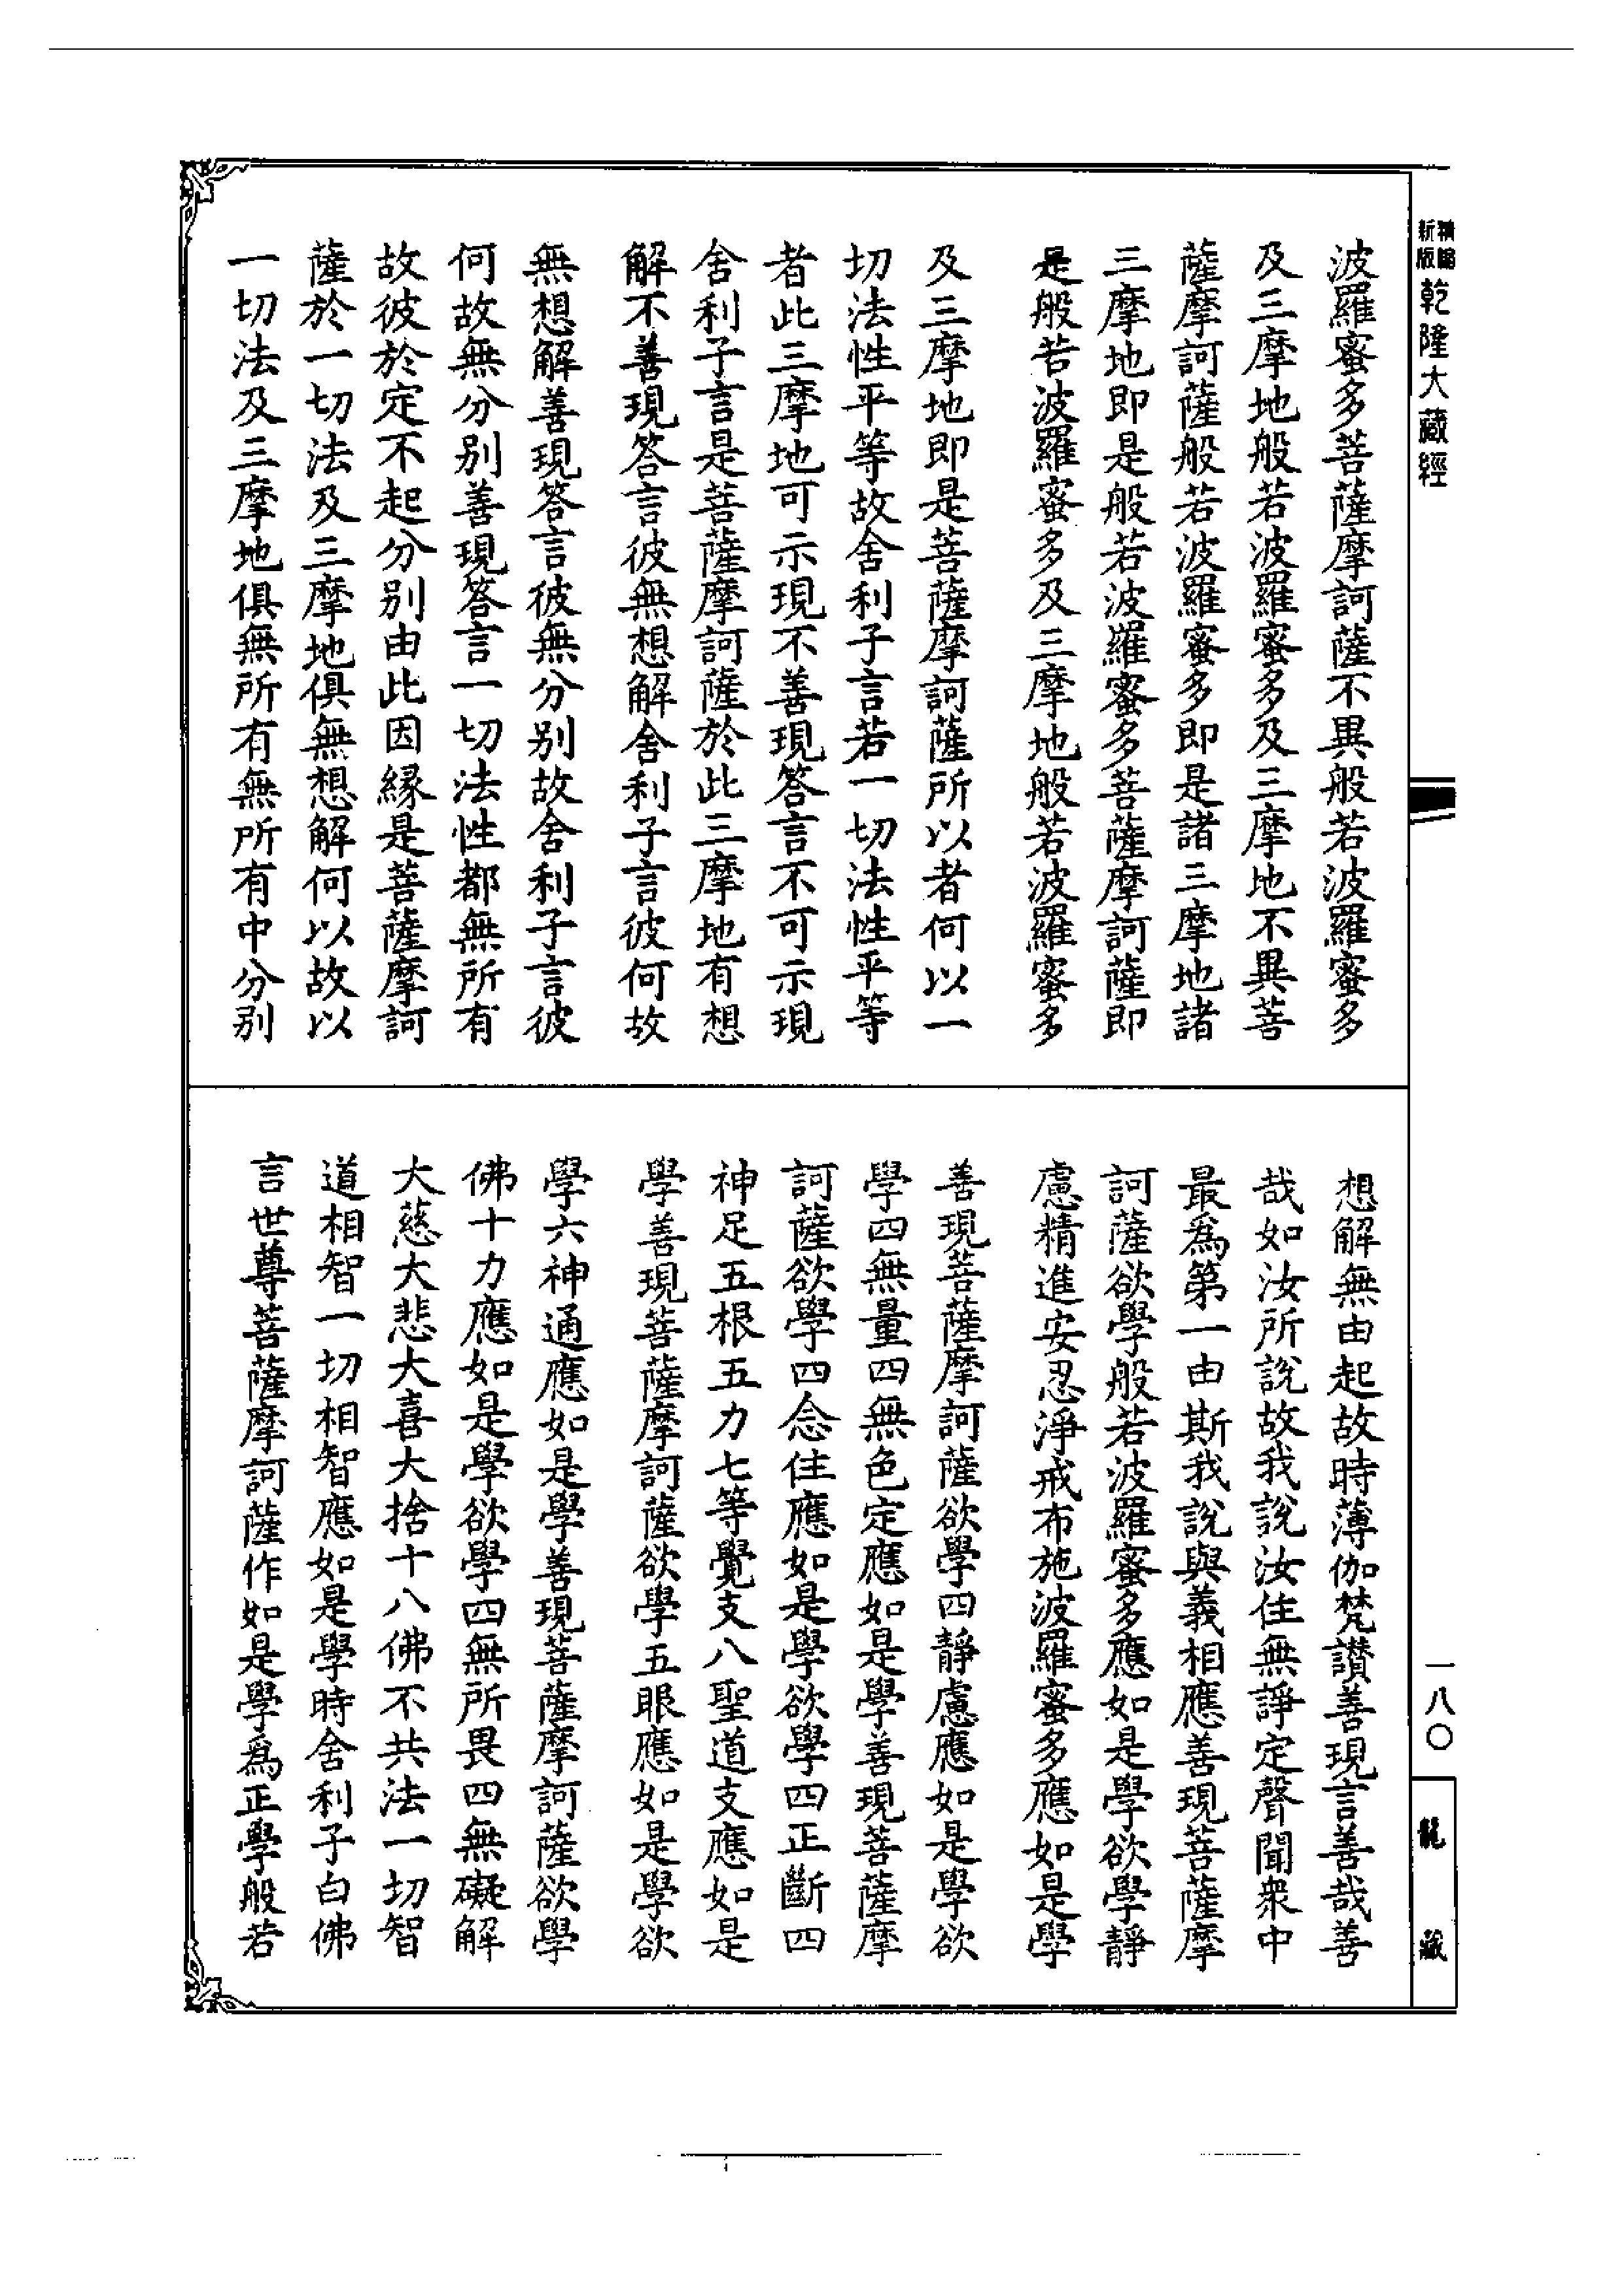 精編新版乾隆大藏經
波羅蜜多菩薩摩訶薩不異般若波羅蜜多
及三摩地般若波羅蜜多及三摩地不異菩
薩摩訶薩般若波羅蜜多即是諸三摩地諸
三摩地即是般若波羅蜜多菩薩摩訶薩即
是般若波羅蜜多及三摩地般若波羅蜜多
及三摩地即是菩薩摩訶薩所以者何以一
切法性平等故舍利子言若一切法性平等
者此三摩地可示現不善現答言不可示現
舍利子言是菩薩摩訶薩於此三摩地有想
解不善現答言彼無想解舍利子言彼何故
無想解善現答言彼無分別故舍利子言彼
何故無分別善現答言一切法性都無所有
故彼於定不起分別由此因緣是菩薩摩訶
薩於一切法及三摩地俱無想解何以故以
一切法及三摩地俱無所有無所有中分別
想解無由起故時薄伽梵讚善現言善哉善
哉如汝所說故我說汝住無諍定聲聞衆中
最爲第一由斯我說與義相應善現菩薩摩
訶薩欲學般若波羅蜜多應如是學欲學靜
慮精進安忍淨戒布施波羅蜜多應如是學
善現菩薩摩訶薩欲學四靜慮應如是學欲
學四無量四無色定應如是學善現菩薩摩
訶薩欲學四念住應如是學欲學四正斷四
神足五根五力七等覺支八聖道支應如是
學善現菩薩摩訶薩欲學五眼應如是學欲
學六神通應如是學善現菩薩摩訶薩欲學
佛十力應如是學欲學四無所畏四無礙解
大慈大悲大喜大捨十八佛不共法一切智
道相智一切相智應如是學時舍利子白佛
言世尊菩薩摩訶薩作如是學爲正學般若
一八〇
龍藏